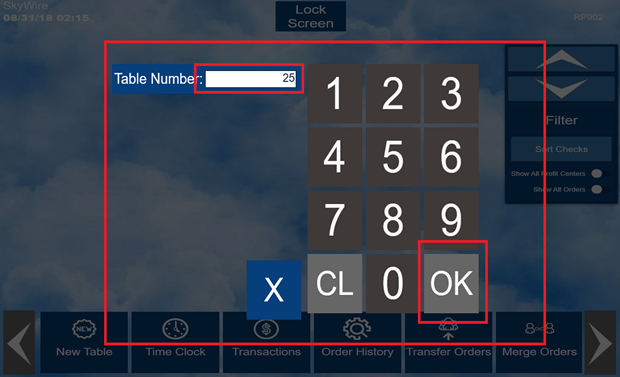 SkyWire
08/31/18 02:15
Lock
Screen
RP902
Table Number: 25
1 2 3
4 5 6
7 8 9
X CL 0 OK
Filter
Sort Checks
Show All Profit Centers
Show All Orders
NEW
New Table
Time Clock
$
Transactions
Order History
Transfer Orders
Merge Orders